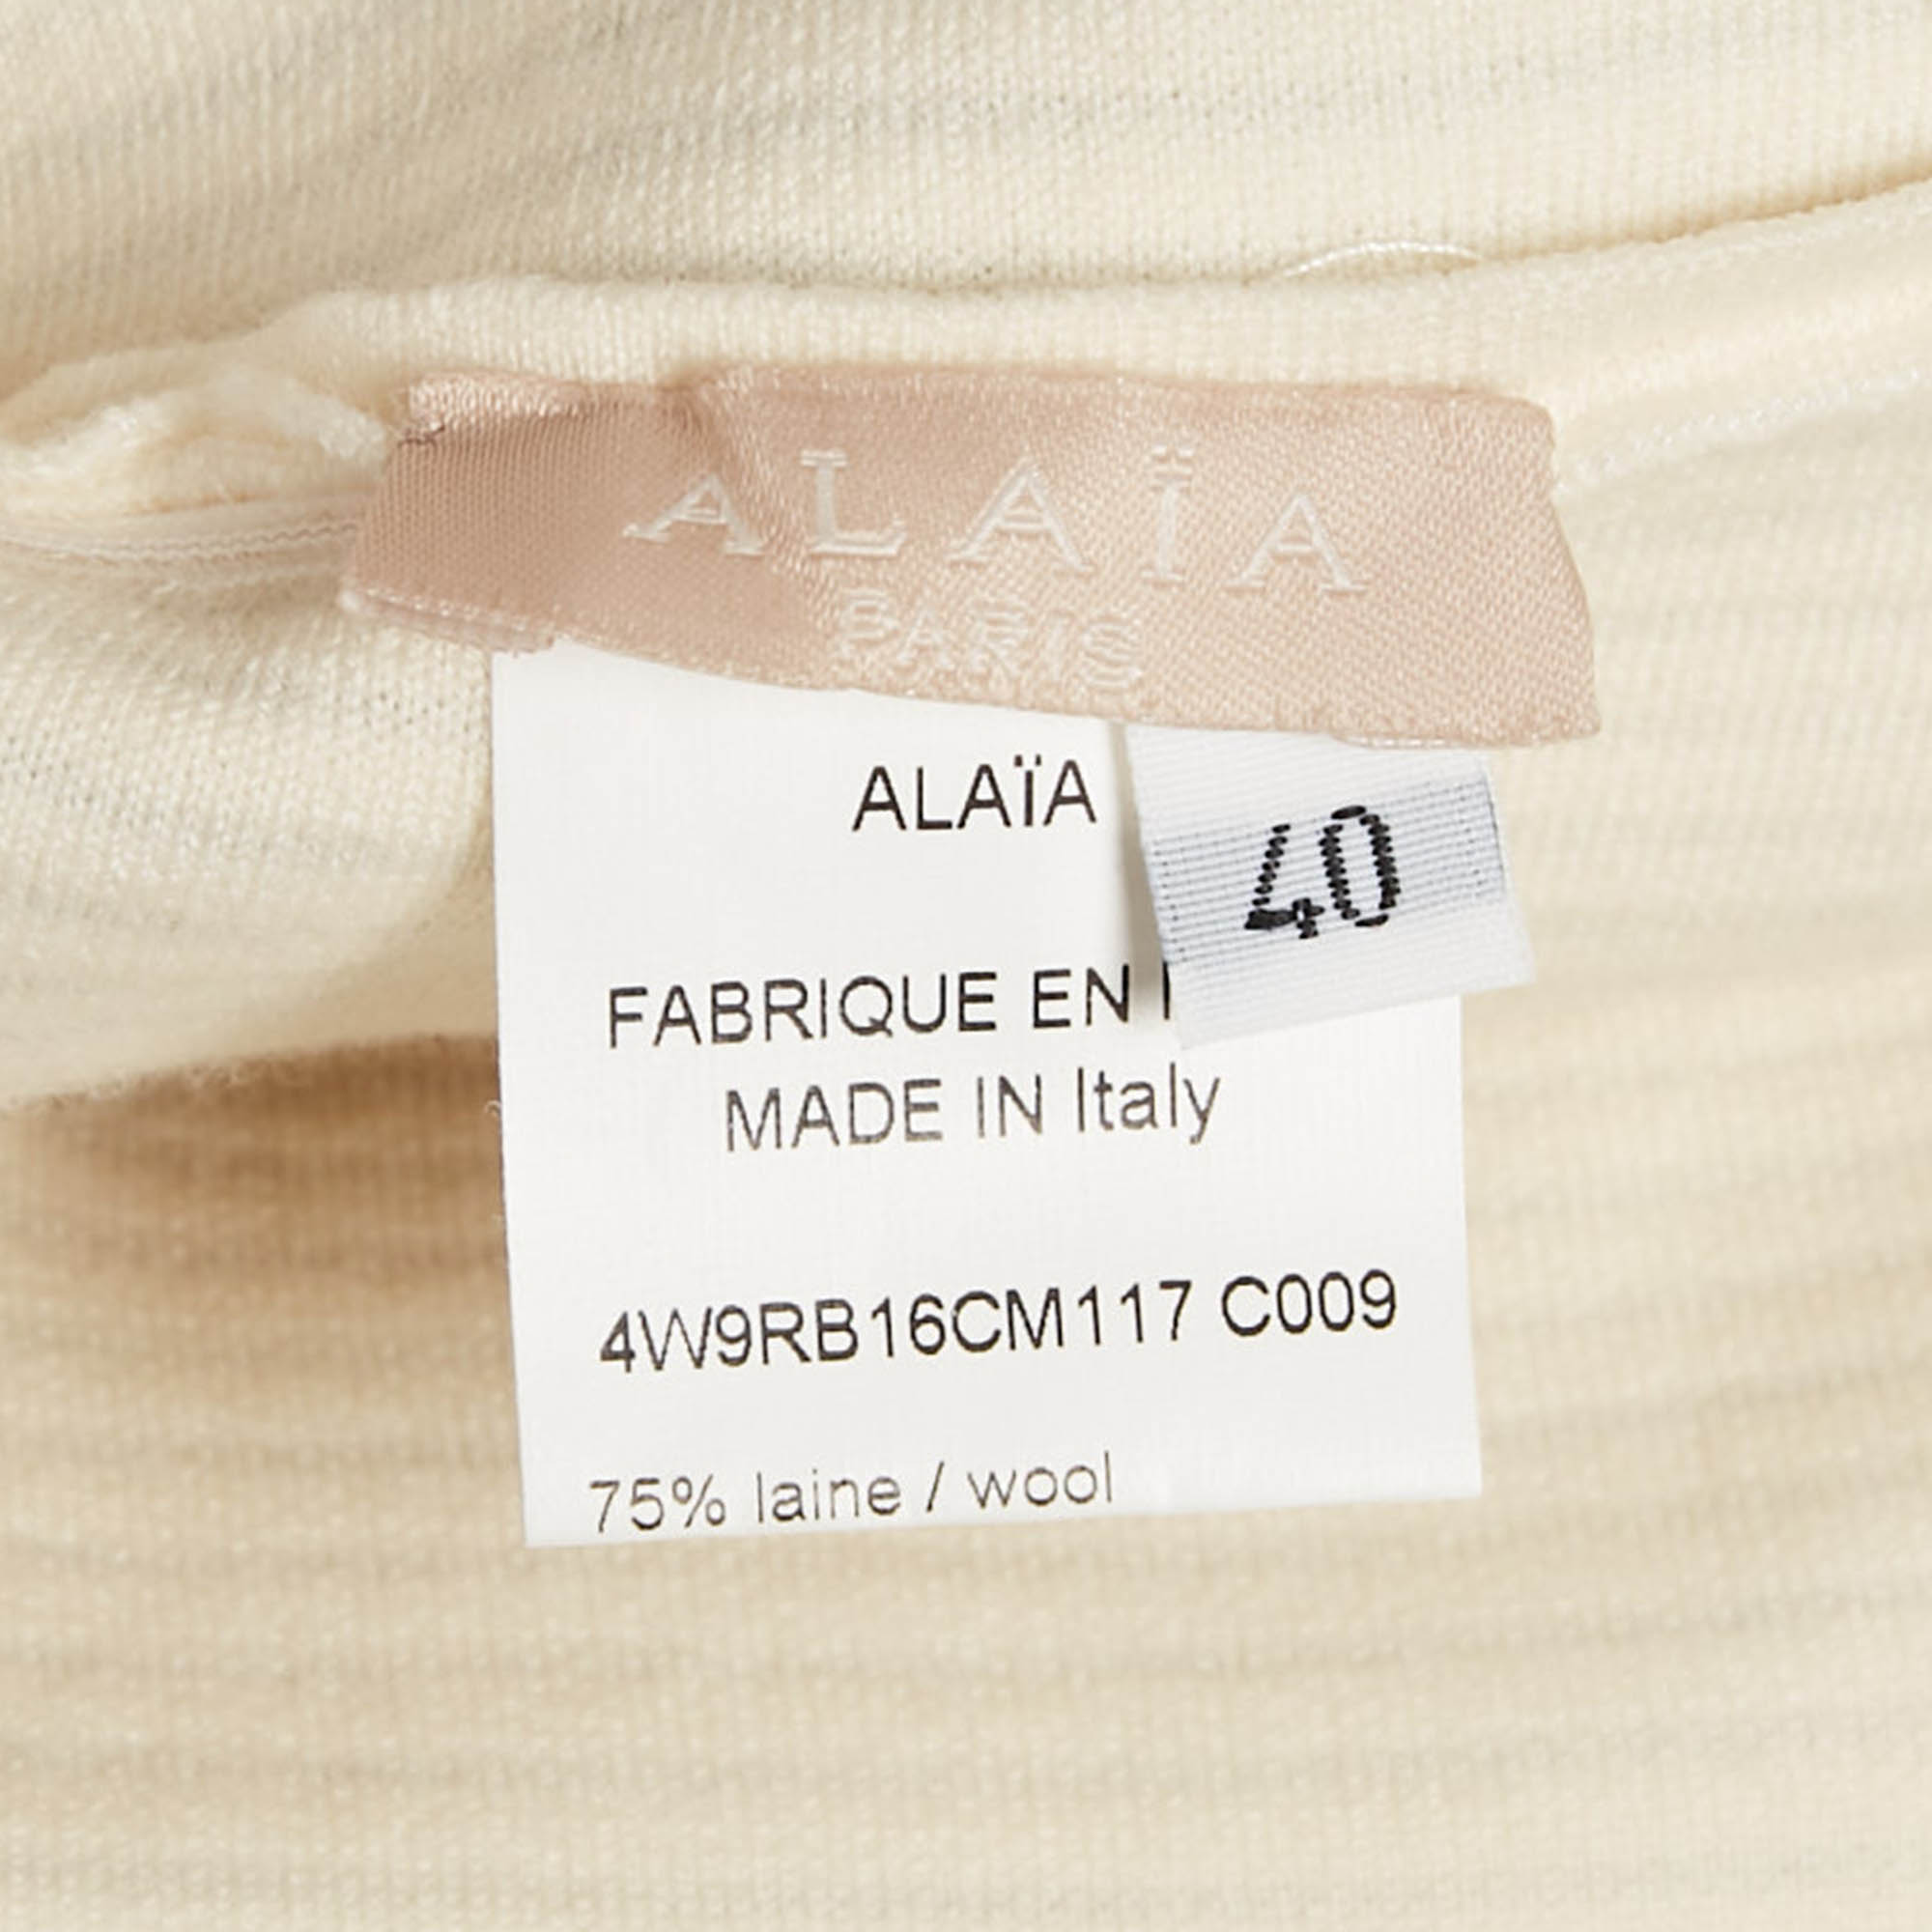 ALAÏA
PARIS
ALAÏA
40
FABRIQUE EN
MADE IN Italy
4W9RB16CM117 C009
75% laine / wool